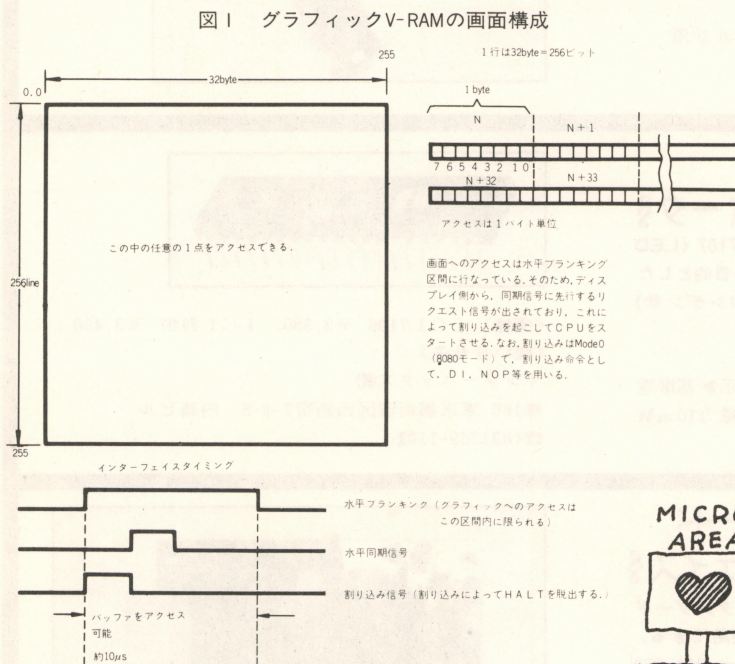 図1 グラフィックV-RAMの画面構成
255
1行は32byte=256ビット
32byte
0.0
1 byte
N
N+1
7 6 5 4 3 2 1 0
N+32
N+33
アクセスは1バイト単位
この中の任意の1点をアクセスできる.
256line
画面へのアクセスは水平ブランキング
区間に行なっている.そのため,ディス
プレイ側から,同期信号に先行するリ
クエスト信号が出されており,これに
よって割り込みを起こしてCPUをス
タートさせる.なお,割り込みはMode0
(8080モード)で,割り込み命令とし
て,DI,NOP等を用いる.
255
インターフェイスタイミング
水平ブランキング(グラフィックへのアクセスは
この区間内に限られる)
水平同期信号
割り込み信号(割り込みによってHALTを脱出する.)
バッファをアクセス
可能
約10μs
MICR
AREA